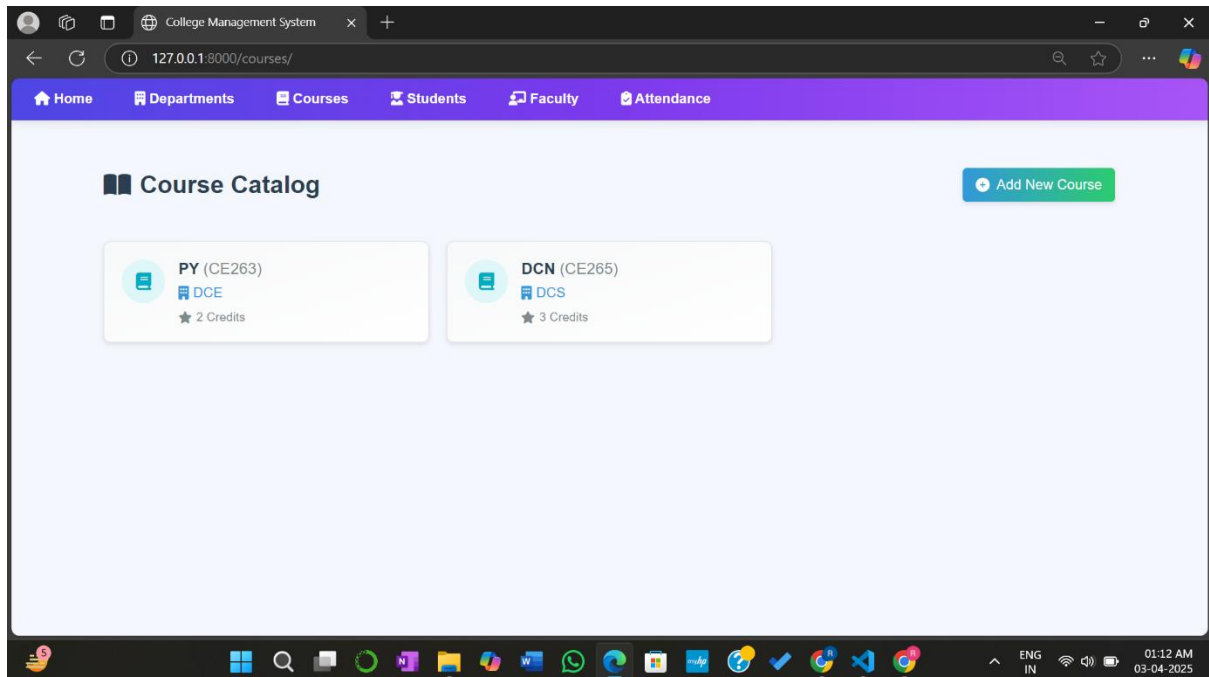 College Management System
127.0.0.1:8000/courses/
Home Departments Courses Students Faculty Attendance
Course Catalog
Add New Course
PY (CE263)
DCE
2 Credits
DCN (CE265)
DCS
3 Credits
5
ENG
IN
01:12 AM
03-04-2025